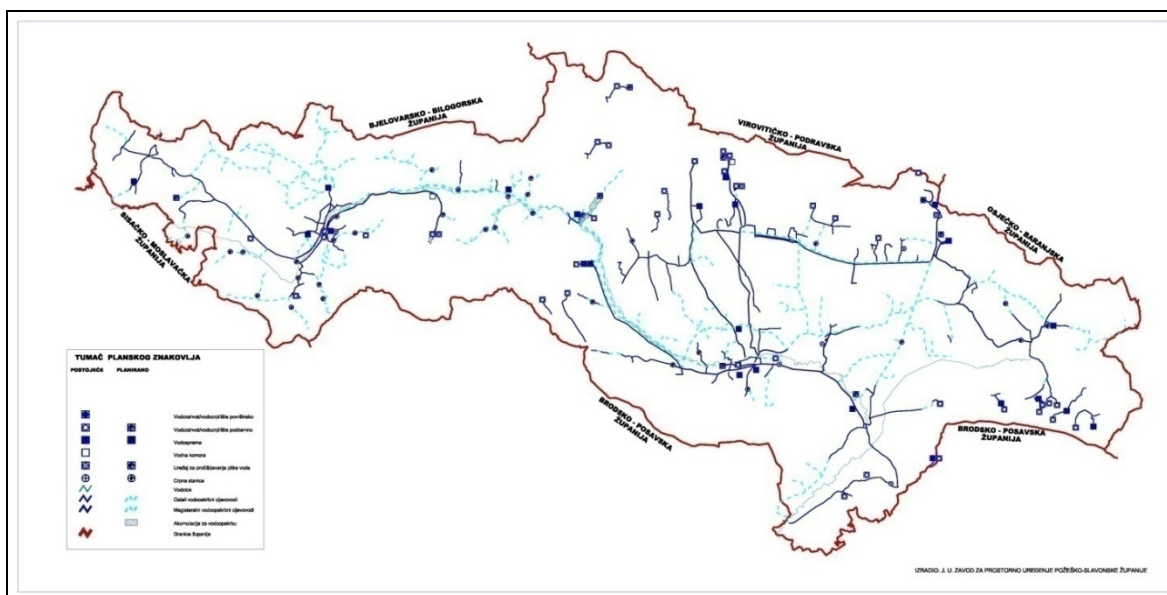 BJELOVARSKO - BILOGORSKA
ŽUPANIJA
VIROVITIČKO - PODRAVSKA
ŽUPANIJA
OSJEČKO - BARANJSKA
ŽUPANIJA
SISAČKO - MOSLAVAČKA
ŽUPANIJA
BRODSKO - POSAVSKA
ŽUPANIJA
BRODSKO - POSAVSKA
ŽUPANIJA
TUMAČ PLANSKOG ZNAKOVLJA
POSTOJEĆE PLANIRANO
Vodozahvat/vodocrpilište površinsko
Vodozahvat/vodocrpilište podzemno
Vodosprema
Vodna komora
Uređaj za pročišćavanje pitke vode
Crpna stanica
Vodotok
Ostali vodoopskrbni cjevovodi
Magistralni vodoopskrbni cjevovodi
Akumulacija za vodoopskrbu
Granica županije
IZRADIO: J. U. ZAVOD ZA PROSTORNO UREĐENJE POŽEŠKO-SLAVONSKE ŽUPANIJE